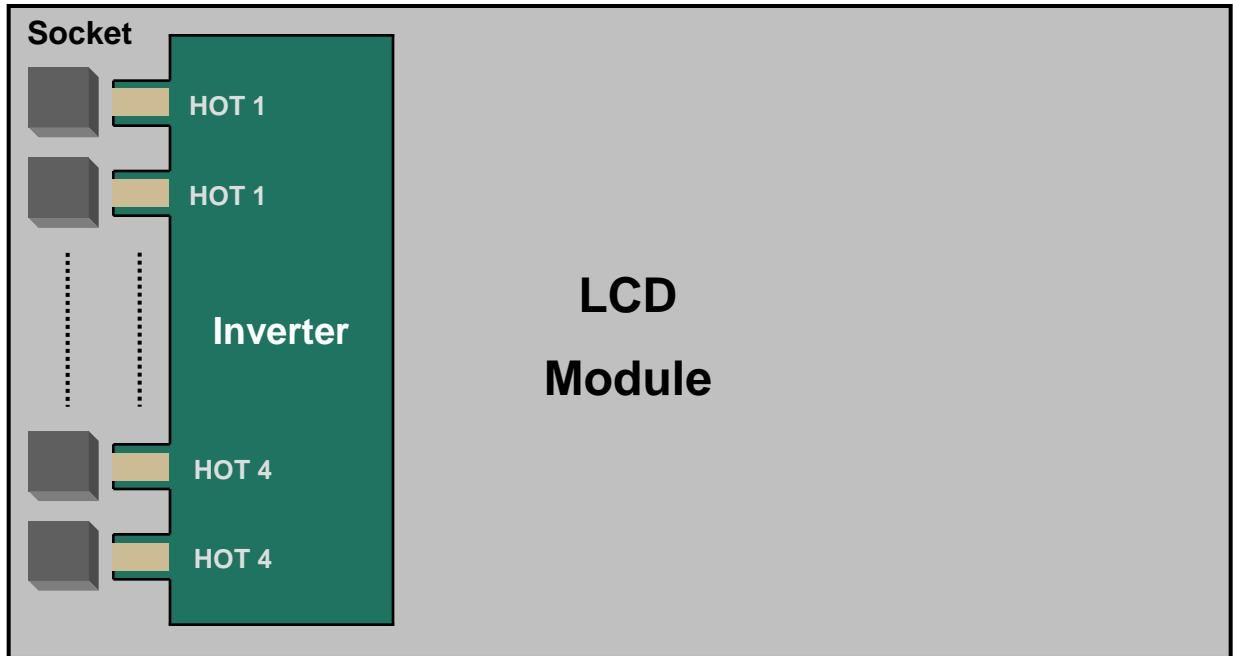 Socket
HOT 1
HOT 1
Inverter
LCD
Module
HOT 4
HOT 4